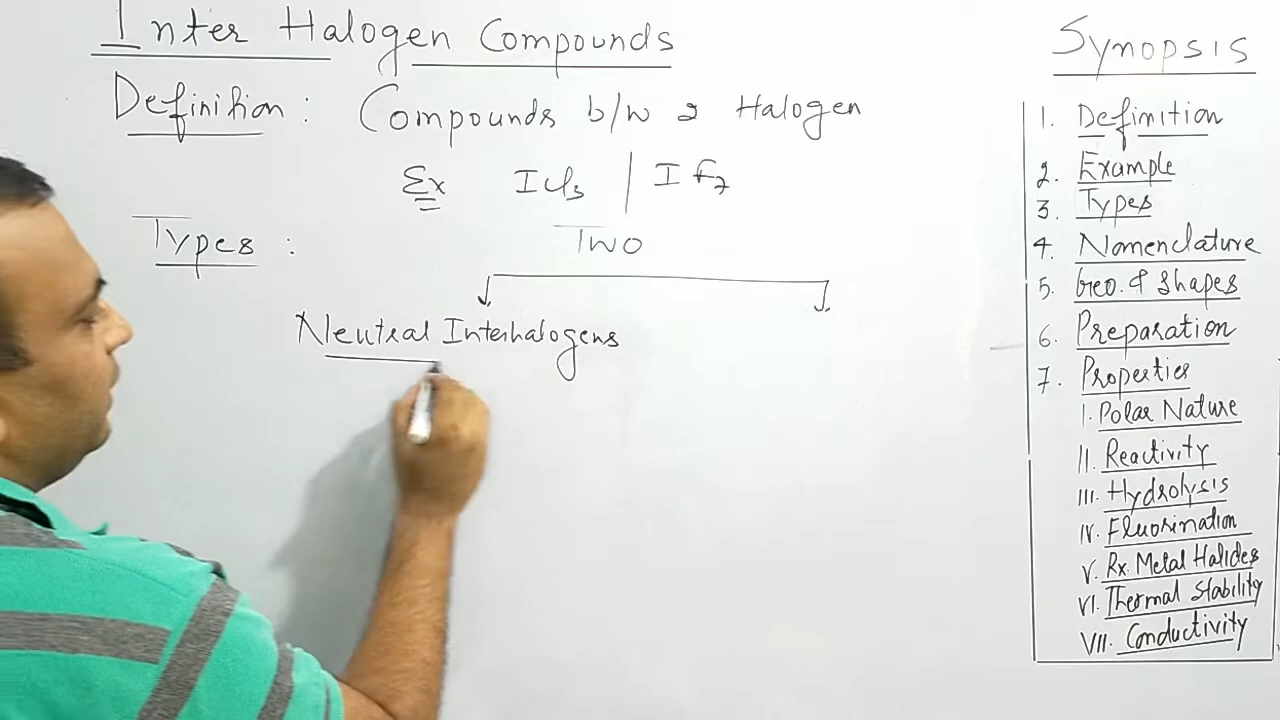 Inter Halogen Compounds
Definition : Compounds b/w 2 Halogen
Ex ICl3 | IF7
Types : Two
Neutral Interhalogens
Synopsis
1. Definition
2. Example
3. Types
4. Nomenclature
5. Geo. & Shapes
6. Preparation
7. Properties
I. Polar Nature
II. Reactivity
III. Hydrolysis
IV. Fluorination
V. Rx. Metal Halides
VI. Thermal Stability
VII. Conductivity